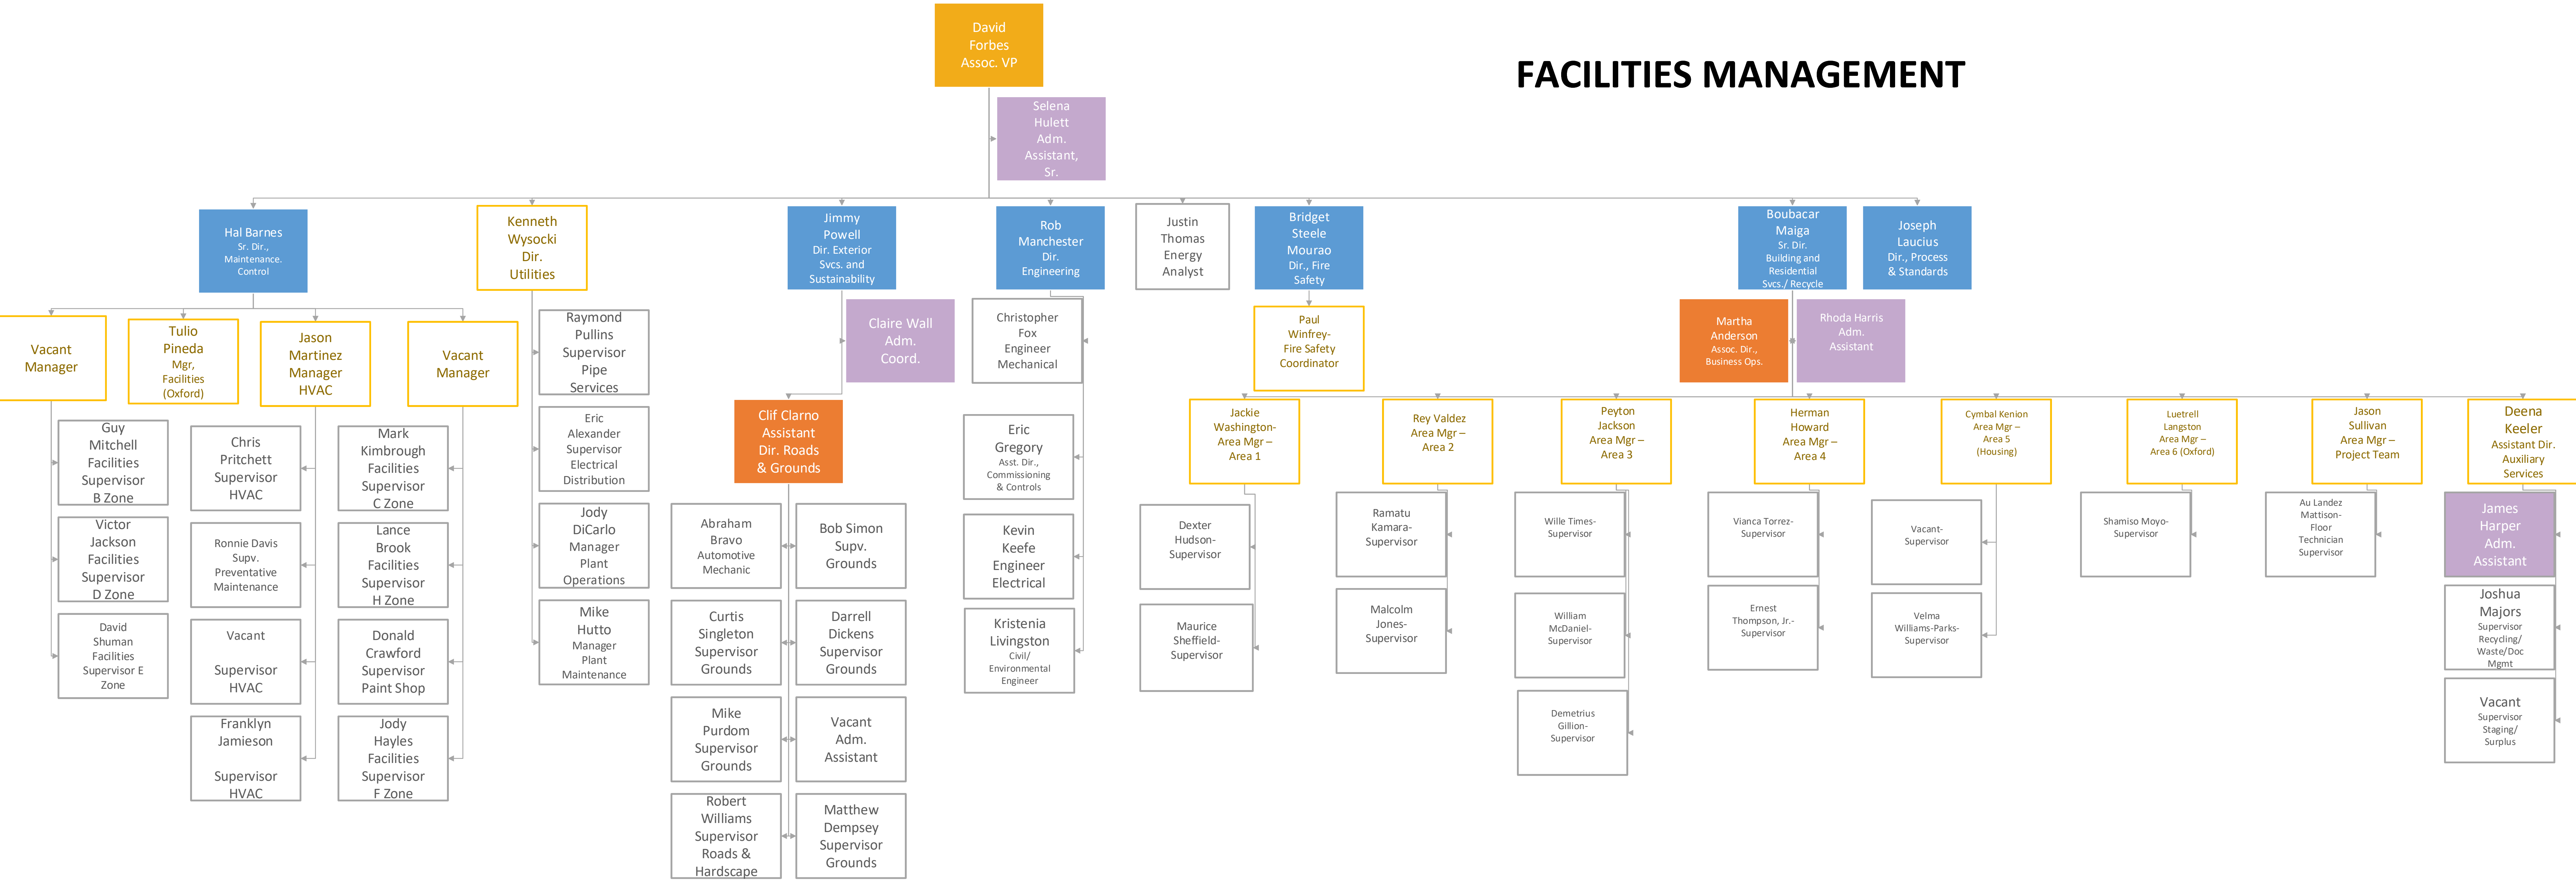 David
Forbes
Assoc. VP
FACILITIES MANAGEMENT
Selena
Hulett
Adm.
Assistant,
Sr.
Hal Barnes
Sr. Dir.,
Maintenance.
Control
Kenneth
Wysocki
Dir.
Utilities
Jimmy
Powell
Dir. Exterior
Svcs. and
Sustainability
Rob
Manchester
Dir.
Engineering
Justin
Thomas
Energy
Analyst
Bridget
Steele
Mourao
Dir., Fire
Safety
Boubacar
Maiga
Sr. Dir.
Building and
Residential
Svcs./ Recycle
Joseph
Laucius
Dir., Process
& Standards
Vacant
Manager
Tulio
Pineda
Mgr,
Facilities
(Oxford)
Jason
Martinez
Manager
HVAC
Vacant
Manager
Raymond
Pullins
Supervisor
Pipe
Services
Claire Wall
Adm.
Coord.
Christopher
Fox
Engineer
Mechanical
Paul
Winfrey-
Fire Safety
Coordinator
Martha
Anderson
Assoc. Dir.,
Business Ops.
Rhoda Harris
Adm.
Assistant
Guy
Mitchell
Facilities
Supervisor
B Zone
Victor
Jackson
Facilities
Supervisor
D Zone
David
Shuman
Facilities
Supervisor E
Zone
Chris
Pritchett
Supervisor
HVAC
Ronnie Davis
Supv.
Preventative
Maintenance
Vacant
Supervisor
HVAC
Franklyn
Jamieson
Supervisor
HVAC
Mark
Kimbrough
Facilities
Supervisor
C Zone
Lance
Brook
Facilities
Supervisor
H Zone
Donald
Crawford
Supervisor
Paint Shop
Jody
Hayles
Facilities
Supervisor
F Zone
Eric
Alexander
Supervisor
Electrical
Distribution
Jody
DiCarlo
Manager
Plant
Operations
Mike
Hutto
Manager
Plant
Maintenance
Clif Clarno
Assistant
Dir. Roads
& Grounds
Abraham
Bravo
Automotive
Mechanic
Bob Simon
Supv.
Grounds
Curtis
Singleton
Supervisor
Grounds
Darrell
Dickens
Supervisor
Grounds
Mike
Purdom
Supervisor
Grounds
Vacant
Adm.
Assistant
Robert
Williams
Supervisor
Roads &
Hardscape
Matthew
Dempsey
Supervisor
Grounds
Eric
Gregory
Asst. Dir.,
Commissioning
& Controls
Kevin
Keefe
Engineer
Electrical
Kristenia
Livingston
Civil/
Environmental
Engineer
Jackie
Washington-
Area Mgr –
Area 1
Rey Valdez
Area Mgr –
Area 2
Peyton
Jackson
Area Mgr –
Area 3
Herman
Howard
Area Mgr –
Area 4
Cymbal Kenion
Area Mgr –
Area 5
(Housing)
Luetrell
Langston
Area Mgr –
Area 6 (Oxford)
Jason
Sullivan
Area Mgr –
Project Team
Deena
Keeler
Assistant Dir.
Auxiliary
Services
Dexter
Hudson-
Supervisor
Maurice
Sheffield-
Supervisor
Ramatu
Kamara-
Supervisor
Malcolm
Jones-
Supervisor
Wille Times-
Supervisor
William
McDaniel-
Supervisor
Demetrius
Gillion-
Supervisor
Vianca Torrez-
Supervisor
Ernest
Thompson, Jr.-
Supervisor
Vacant-
Supervisor
Velma
Williams-Parks-
Supervisor
Shamiso Moyo-
Supervisor
Au Landez
Mattison-
Floor
Technician
Supervisor
James
Harper
Adm.
Assistant
Joshua
Majors
Supervisor
Recycling/
Waste/Doc
Mgmt
Vacant
Supervisor
Staging/
Surplus